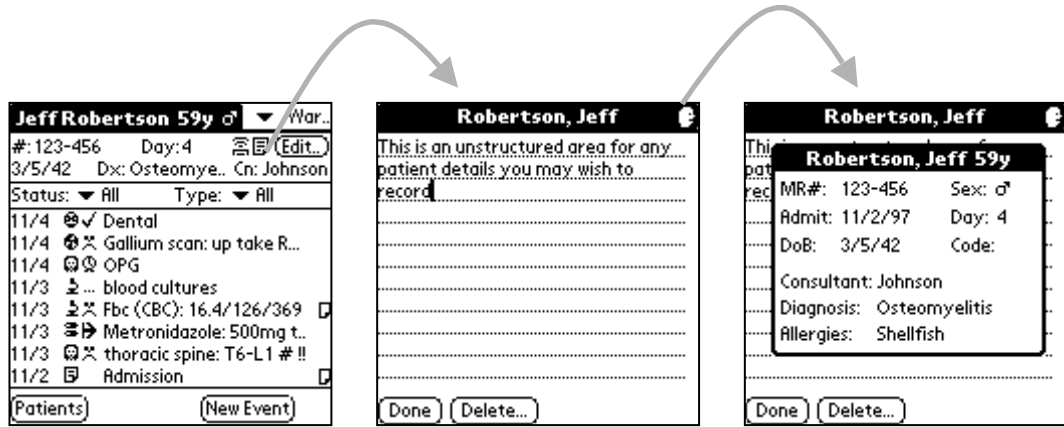 Jeff Robertson 59y ♂ War..
#: 123-456 Day: 4 Edit..
3/5/42 Dx: Osteomye.. Cn: Johnson
Status: All Type: All
11/4 Dental
11/4 Gallium scan: up take R...
11/4 OPG
11/3 ... blood cultures
11/3 Fbc (CBC): 16.4/126/369
11/3 Metronidazole: 500mg t..
11/3 thoracic spine: T6-L1 # !!
11/2 Admission
Patients New Event
Robertson, Jeff
This is an unstructured area for any
patient details you may wish to
record
Done Delete...
Robertson, Jeff
This
pat
rec
Robertson, Jeff 59y
MR#: 123-456 Sex: ♂
Admit: 11/2/97 Day: 4
DoB: 3/5/42 Code:
Consultant: Johnson
Diagnosis: Osteomyelitis
Allergies: Shellfish
Done Delete...